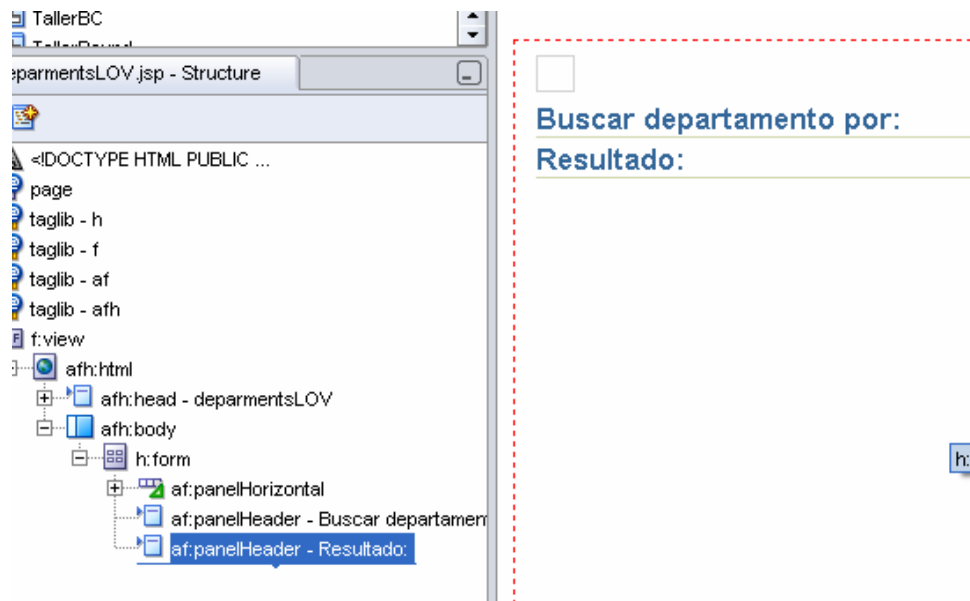 TallerBC
eparmentsLOV.jsp - Structure
<!DOCTYPE HTML PUBLIC ...
page
taglib - h
taglib - f
taglib - af
taglib - afh
f:view
afh:html
afh:head - deparmentsLOV
afh:body
h:form
af:panelHorizontal
af:panelHeader - Buscar departamen
af:panelHeader - Resultado:
Buscar departamento por:
Resultado:
h: